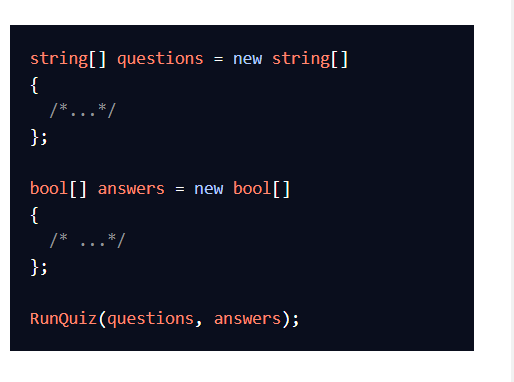 string[] questions = new string[]
{
  /*...*/
};

bool[] answers = new bool[]
{
  /* ...*/
};

RunQuiz(questions, answers);